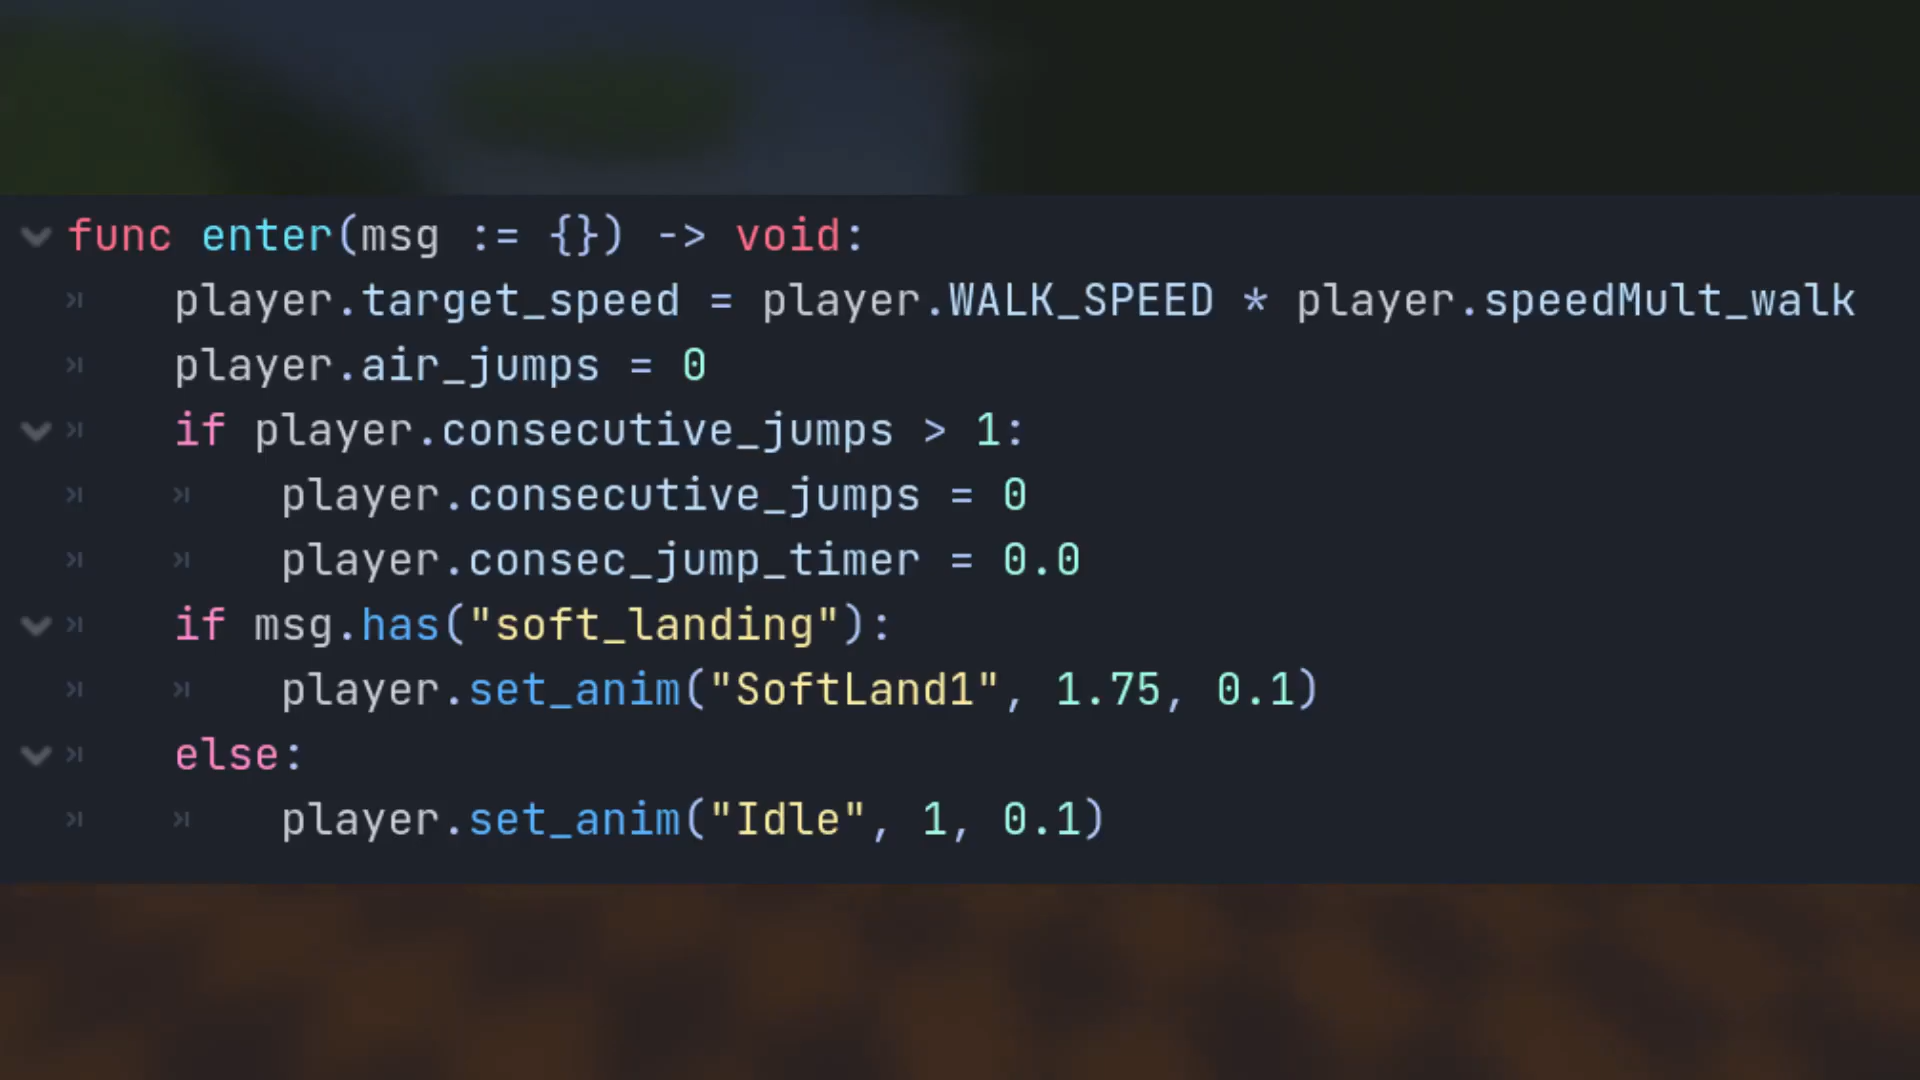 func enter(msg := {}) -> void:
player.target_speed = player.WALK_SPEED * player.speedMult_walk
player.air_jumps = 0
if player.consecutive_jumps > 1:
player.consecutive_jumps = 0
player.consec_jump_timer = 0.0
if msg.has("soft_landing"):
player.set_anim("SoftLand1", 1.75, 0.1)
else:
player.set_anim("Idle", 1, 0.1)